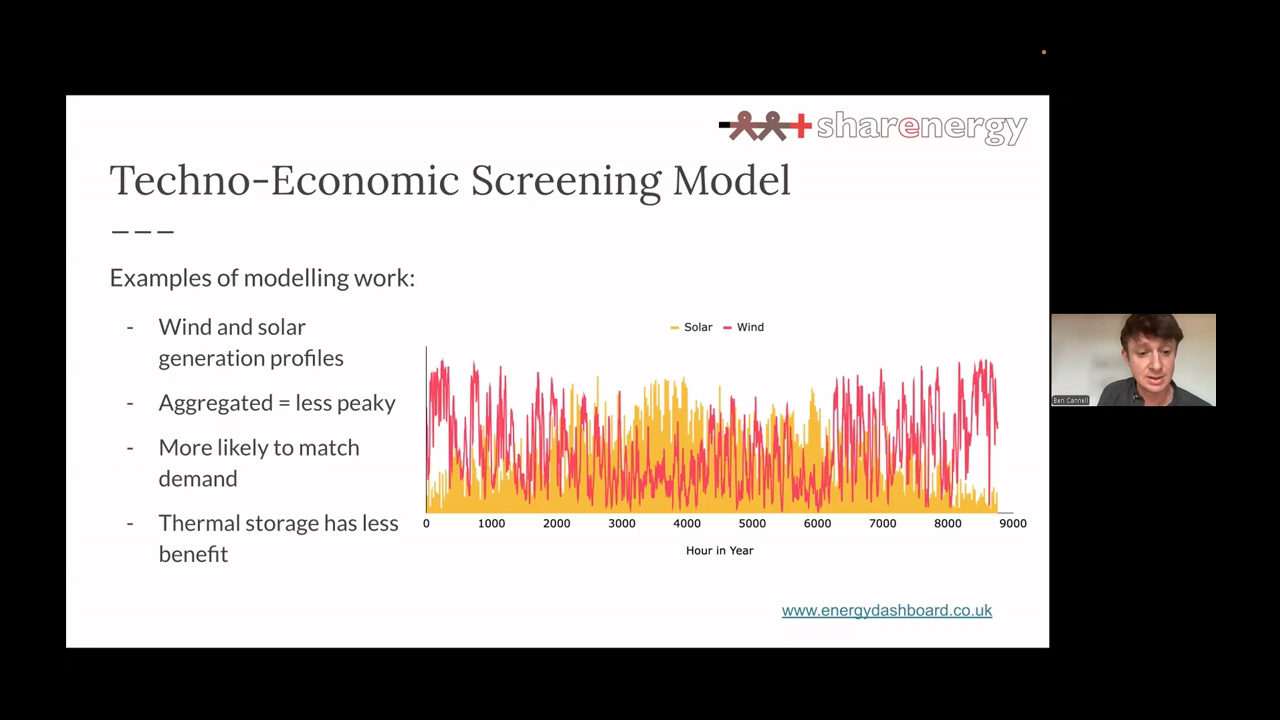 sharenergy
Techno-Economic Screening Model
Examples of modelling work:
- Wind and solar
generation profiles
- Aggregated = less peaky
- More likely to match
demand
- Thermal storage has less
benefit
Solar Wind
0 1000 2000 3000 4000 5000 6000 7000 8000 9000
Hour in Year
www.energydashboard.co.uk
Ben Cannell